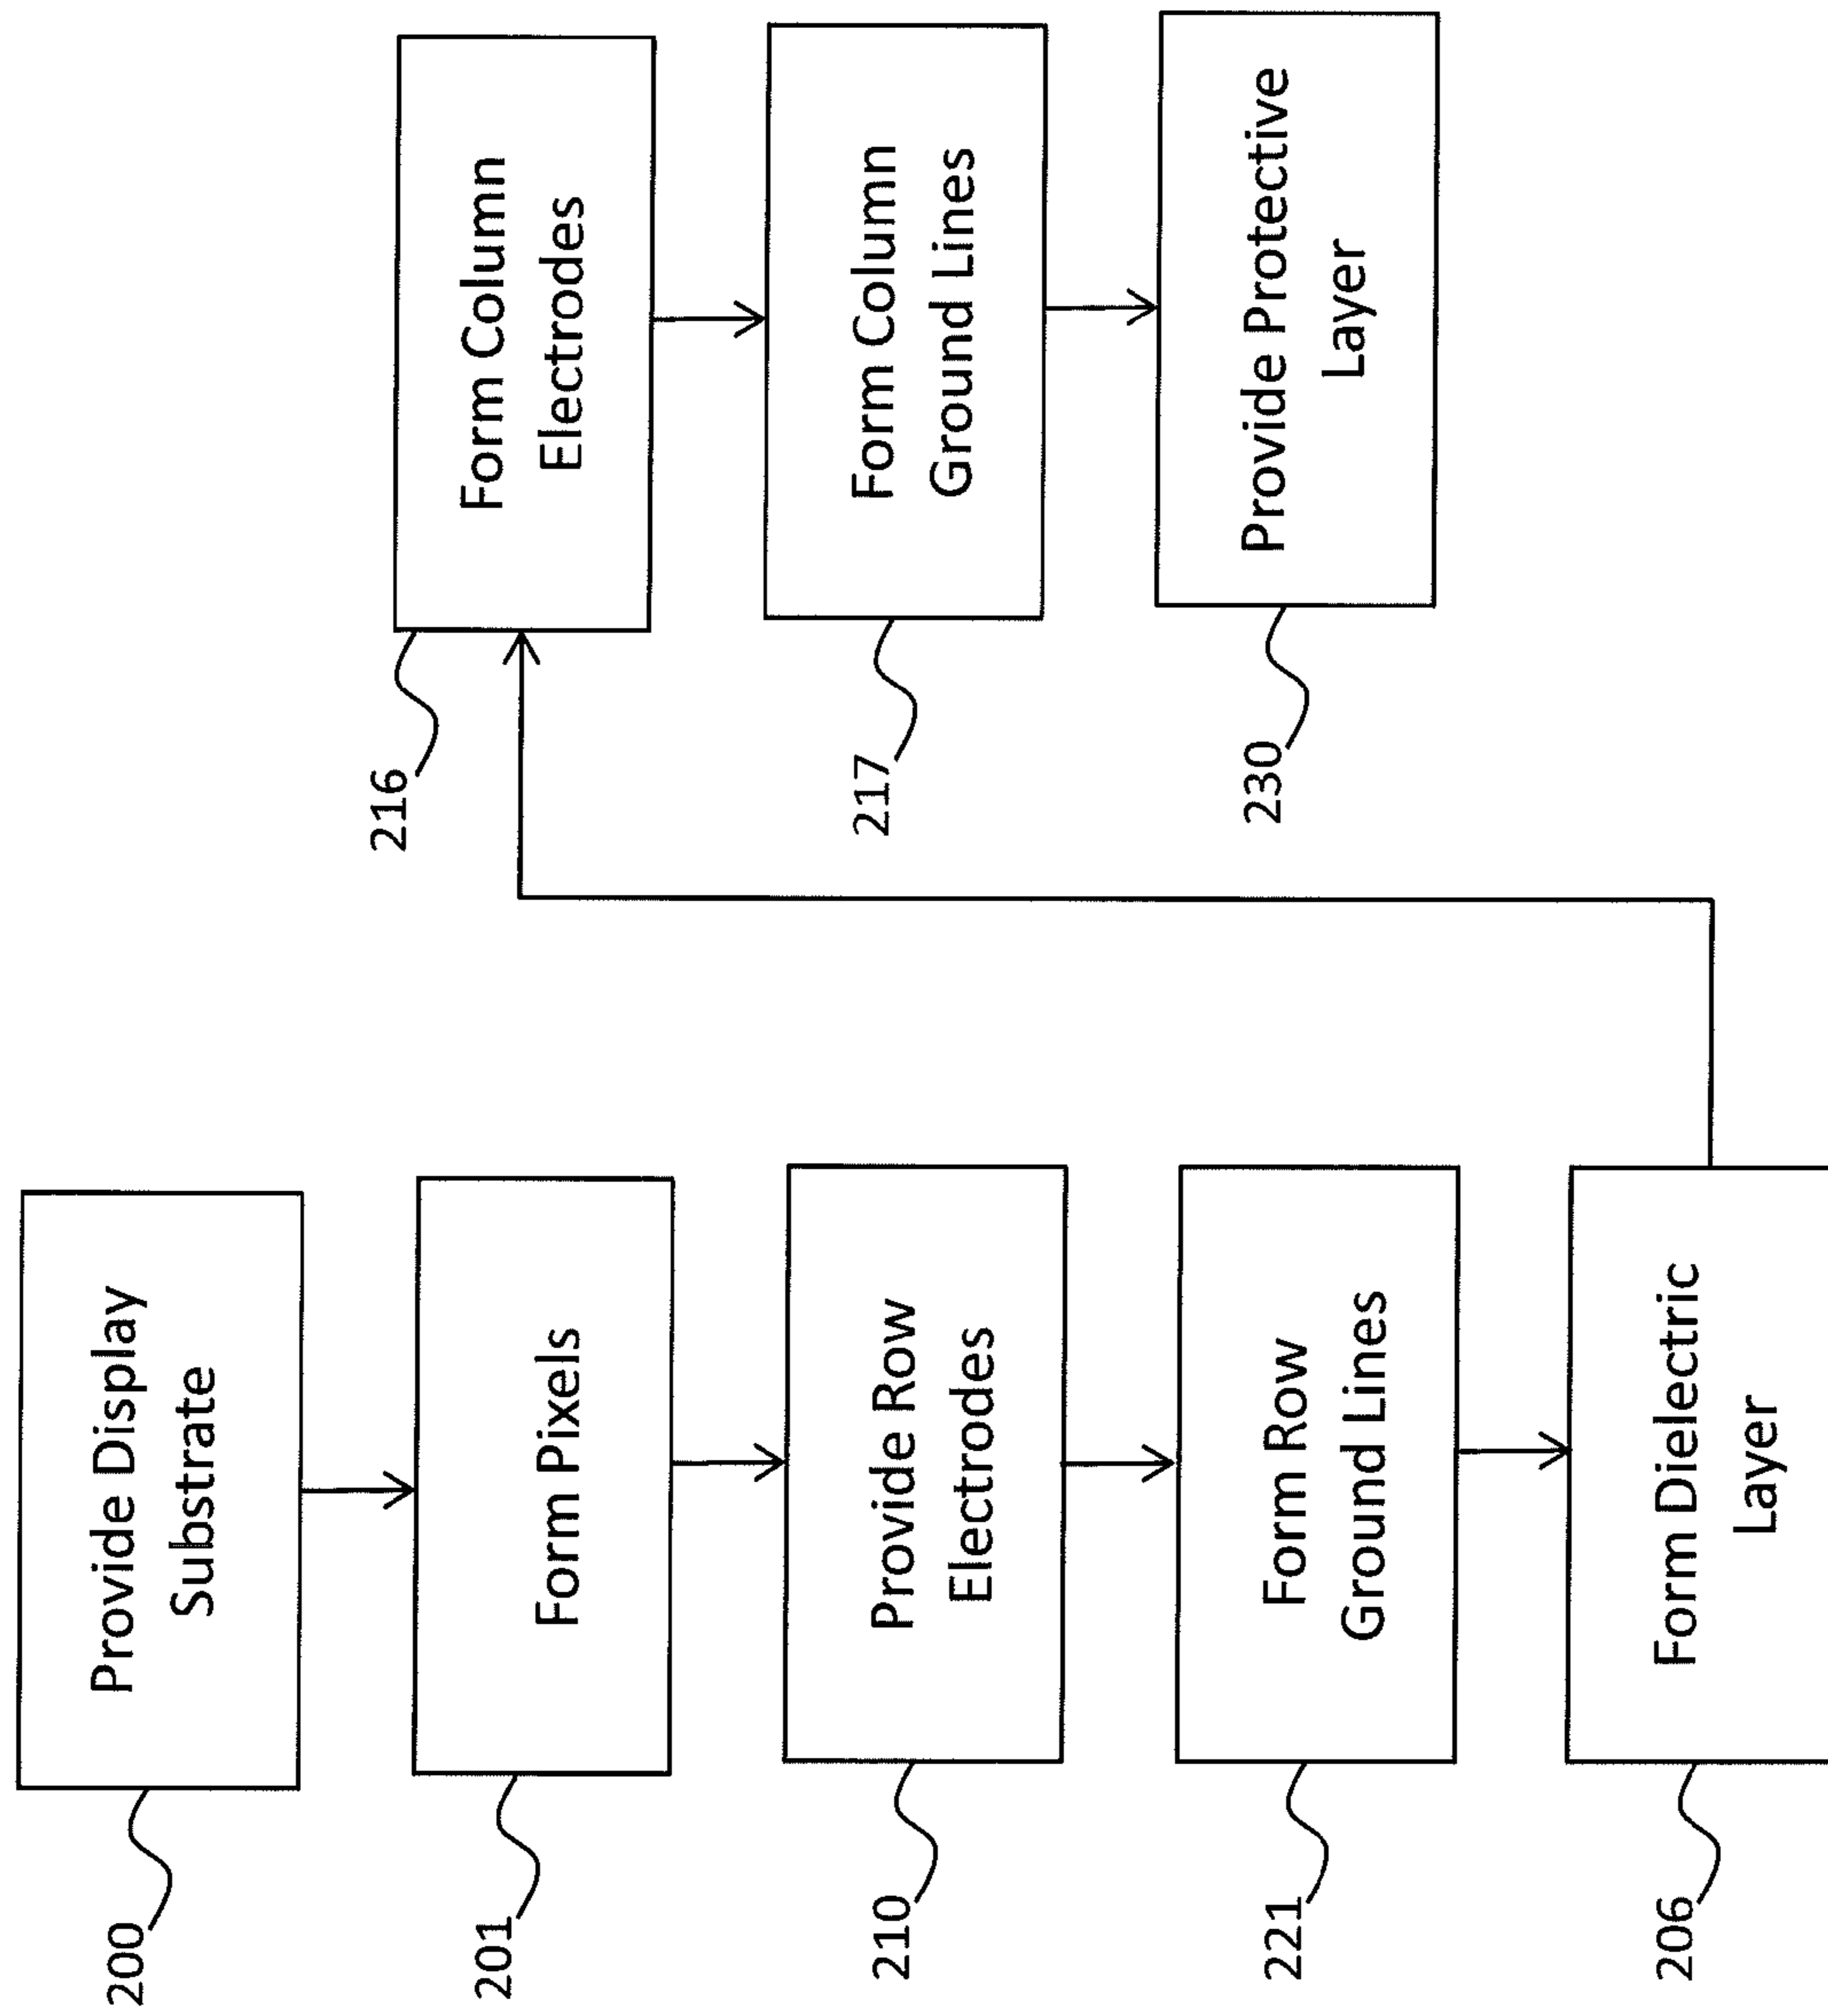 200
Provide Display
Substrate
201
Form Pixels
210
Provide Row
Electrodes
221
Form Row
Ground Lines
206
Form Dielectric
Layer
216
Form Column
Electrodes
217
Form Column
Ground Lines
230
Provide Protective
Layer